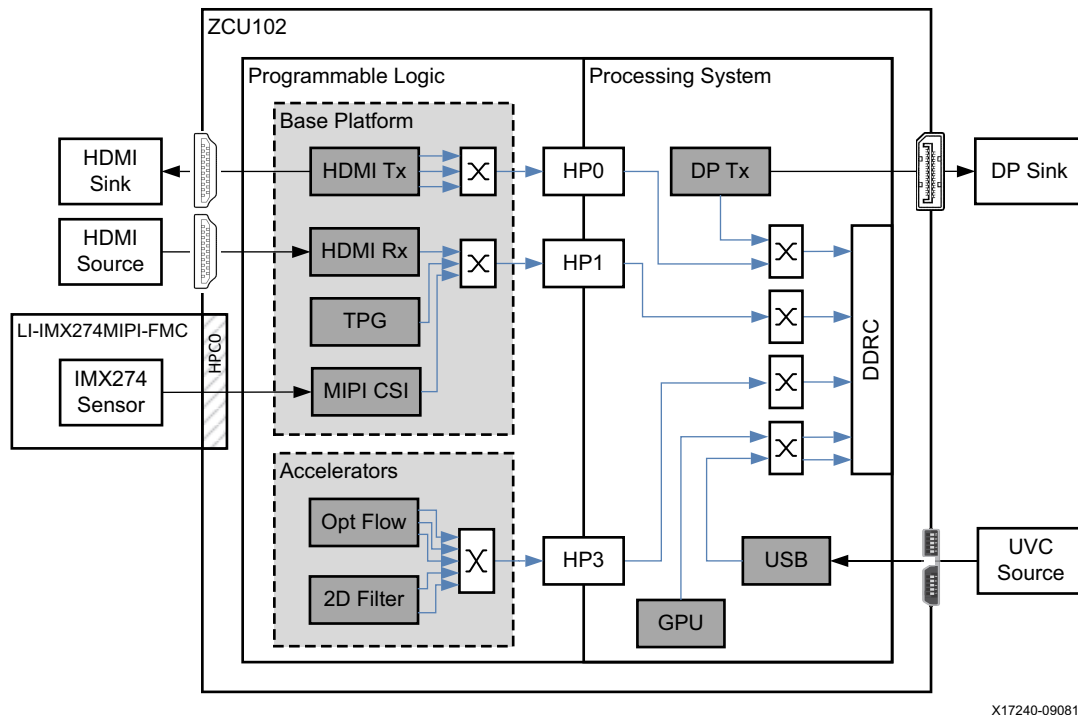 ZCU102
Programmable Logic
Processing System
Base Platform
HDMI
Sink
HDMI Tx
HP0
DP Tx
DP Sink
HDMI
Source
HDMI Rx
HP1
TPG
LI-IMX274MIPI-FMC
HPC0
IMX274
Sensor
MIPI CSI
DDRC
Accelerators
Opt Flow
HP3
USB
UVC
Source
2D Filter
GPU
X17240-09081